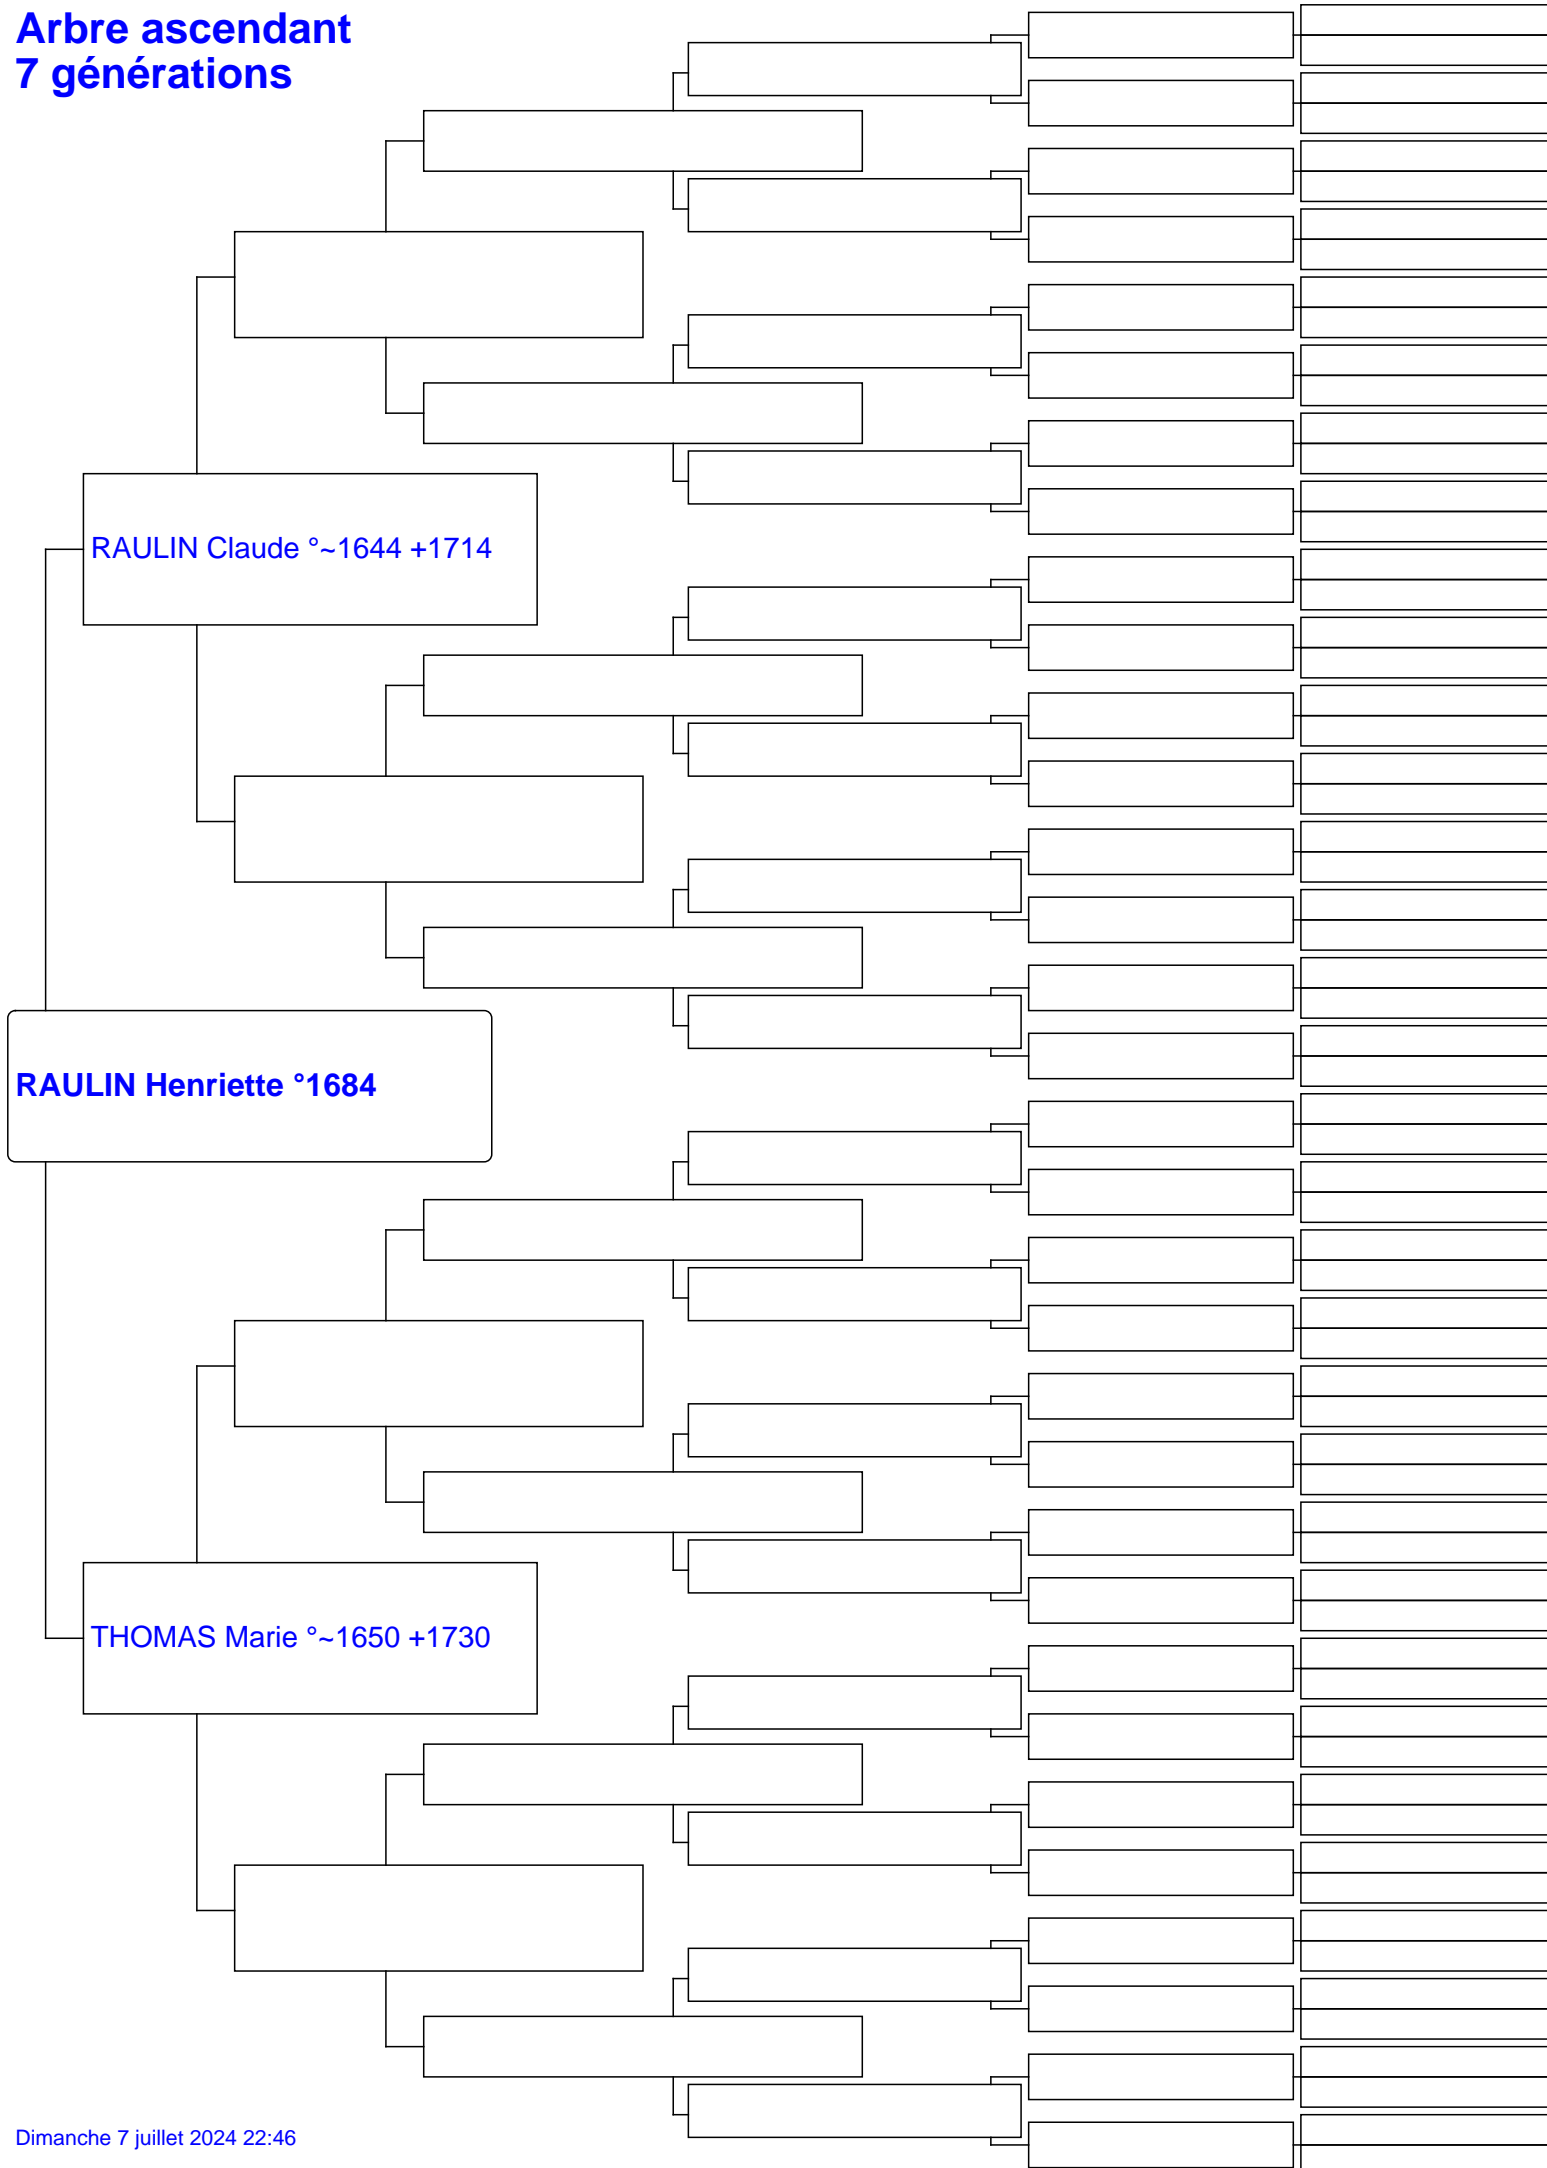 Arbre ascendant
7 générations
RAULIN Claude °~1644 +1714
RAULIN Henriette °1684
THOMAS Marie °~1650 +1730
Dimanche 7 juillet 2024 22:46